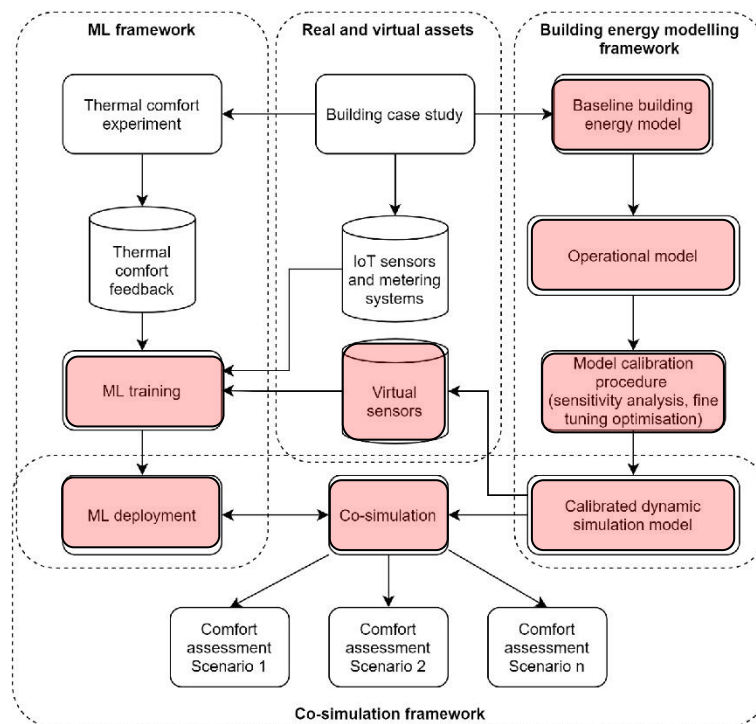 ML framework
Real and virtual assets
Building energy modelling
framework
Thermal comfort
experiment
Building case study
Baseline building
energy model
Thermal
comfort
feedback
IoT sensors
and metering
systems
Operational model
ML training
Virtual
sensors
Model calibration
procedure
(sensitivity analysis, fine
tuning optimisation)
ML deployment
Co-simulation
Calibrated dynamic
simulation model
Comfort
assessment
Scenario 1
Comfort
assessment
Scenario 2
Comfort
assessment
Scenario n
Co-simulation framework